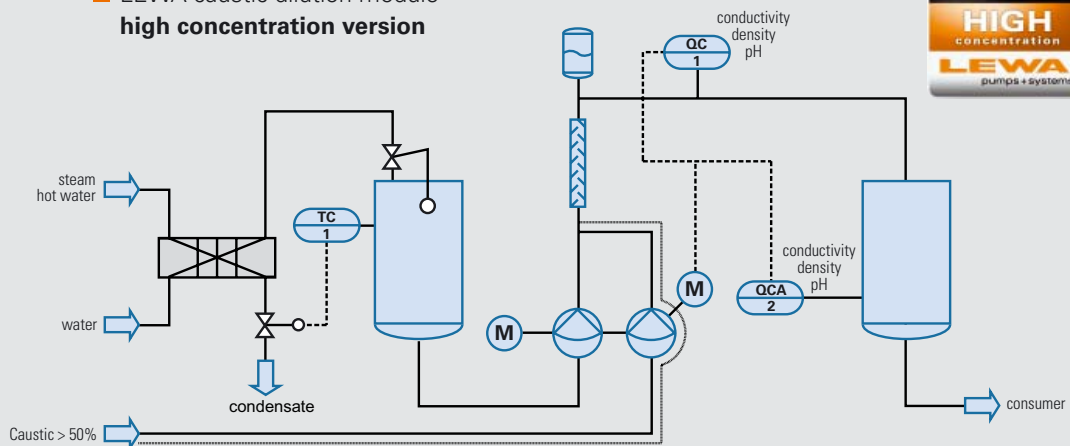 LEWA caustic dilution module
high concentration version
HIGH
concentration
LEWA
pumps + systems
conductivity
density
pH
QC
1
steam
hot water
TC
1
conductivity
density
pH
M
QCA
2
water
M
condensate
consumer
Caustic > 50%